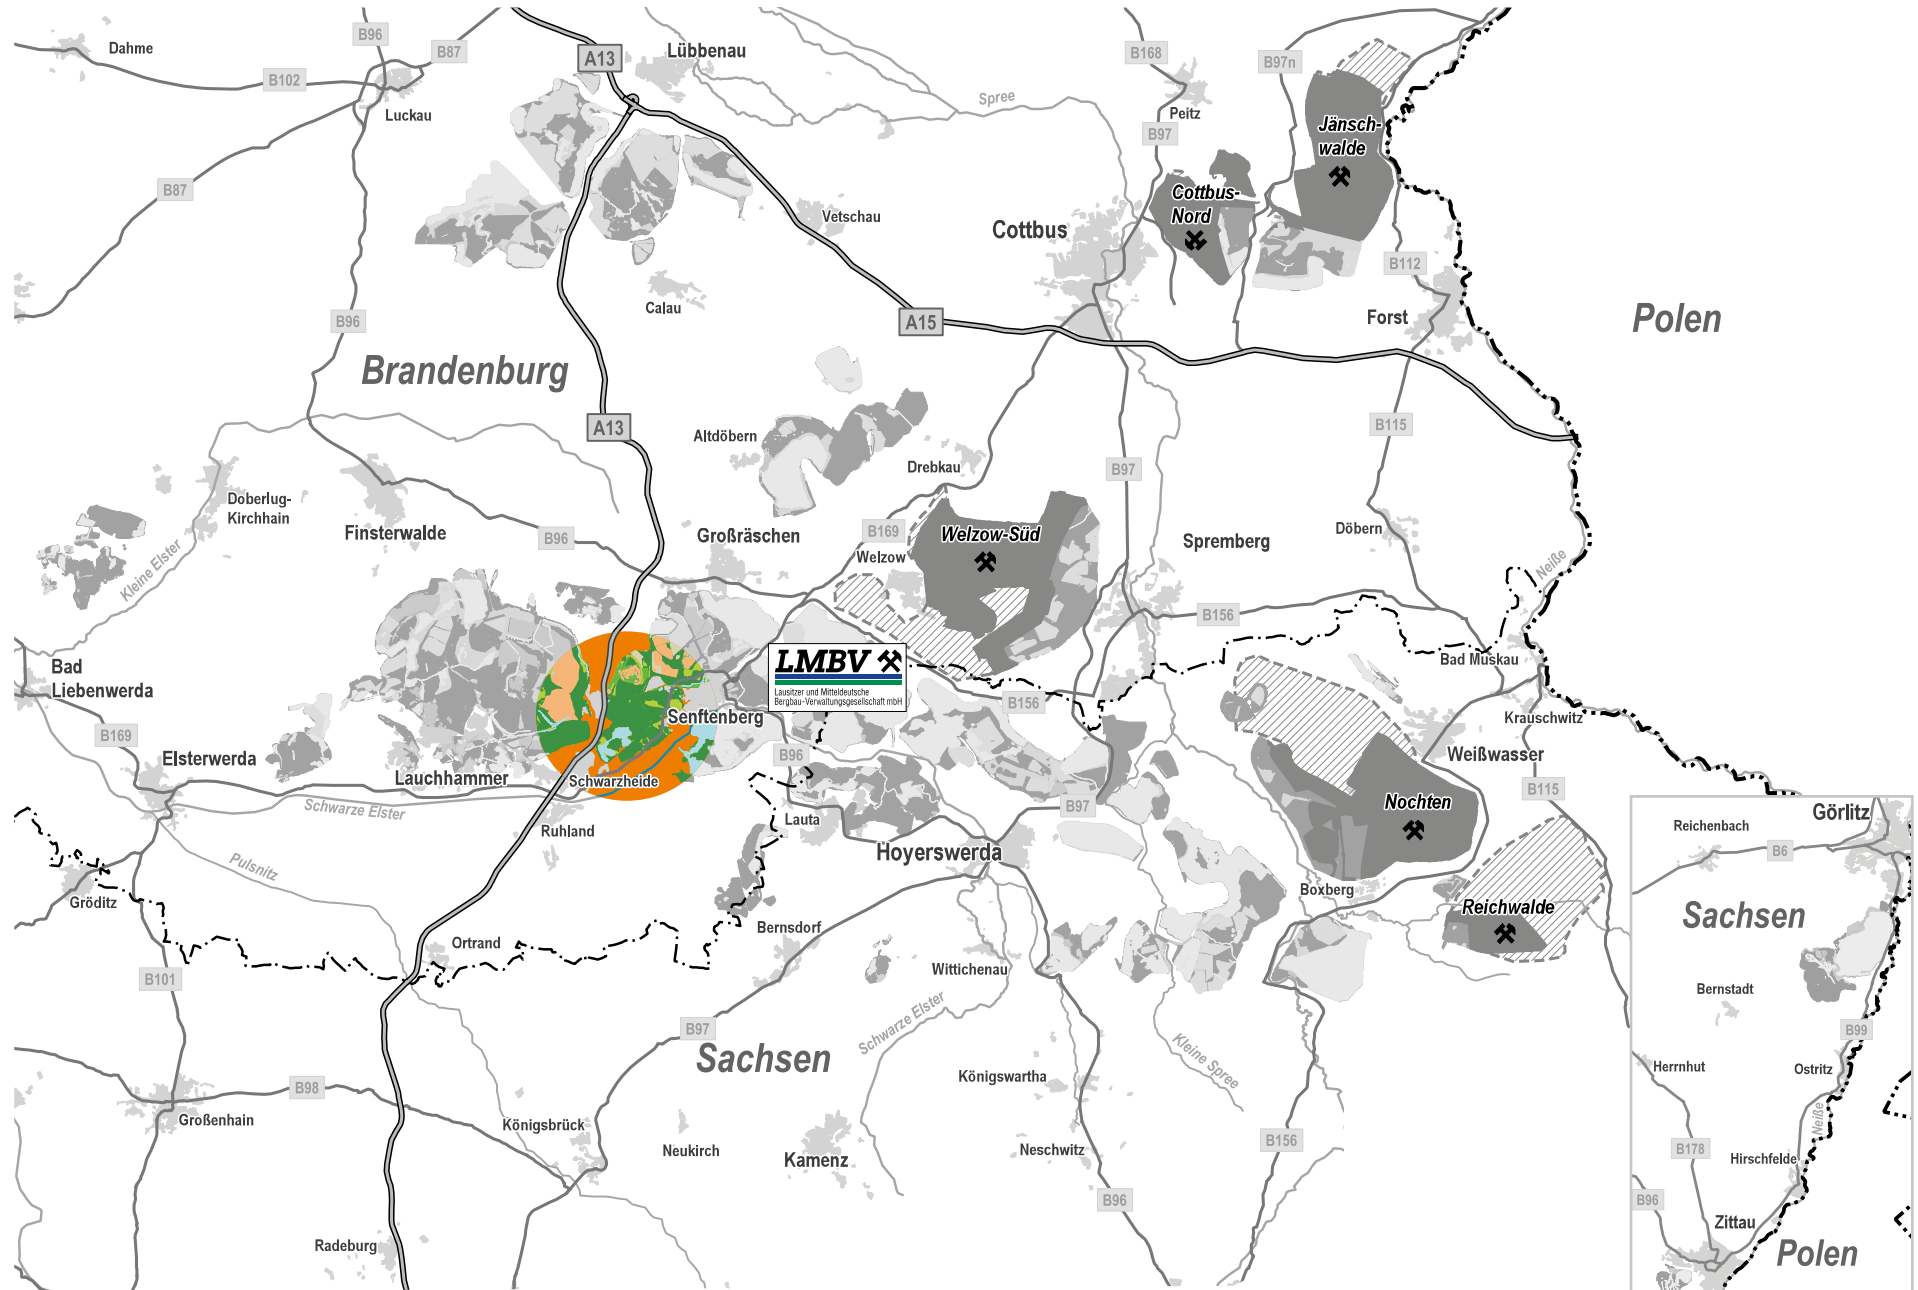 Dahme
B96
B87
A13
Lübbenau
B168
B97n
B102
Luckau
Spree
Peitz
B97
Jänsch-
walde
B87
Cottbus-
Nord
Vetschau
Cottbus
B112
Calau
B96
A15
Forst
Polen
Brandenburg
A13
Altdöbern
B115
Drebkau
B97
Doberlug-
Kirchhain
Finsterwalde
B96
Großräschen
B169
Welzow-Süd
Spremberg
Döbern
Welzow
Kleine Elster
Neiße
B156
Bad
Liebenwerda
LMBV
Lausitzer und Mitteldeutsche
Bergbau-Verwaltungsgesellschaft mbH
Bad Muskau
B156
Senftenberg
Krauschwitz
B169
Elsterwerda
Lauchhammer
Schwarzheide
B96
Weißwasser
B115
Schwarze Elster
Ruhland
Lauta
B97
Nochten
Hoyerswerda
Pulsnitz
Gröditz
Boxberg
Reichwalde
Ortrand
Bernsdorf
Wittichenau
B101
Schwarze Elster
B97
Sachsen
Kleine Spree
Königswartha
B98
Großenhain
Königsbrück
Neukirch
Kamenz
Neschwitz
B156
B96
Radeburg
Görlitz
Reichenbach
B6
Sachsen
Bernstadt
B99
Herrnhut
Ostritz
Neiße
B178
Hirschfelde
B96
Zittau
Polen